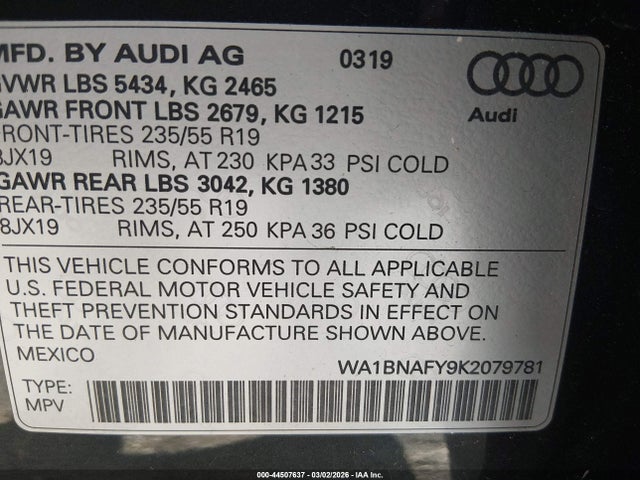 MFD. BY AUDI AG 0319
GVWR LBS 5434, KG 2465
GAWR FRONT LBS 2679, KG 1215
FRONT-TIRES 235/55 R19
8JX19 RIMS, AT 230 KPA 33 PSI COLD
GAWR REAR LBS 3042, KG 1380
REAR-TIRES 235/55 R19
8JX19 RIMS, AT 250 KPA 36 PSI COLD
Audi
THIS VEHICLE CONFORMS TO ALL APPLICABLE
U.S. FEDERAL MOTOR VEHICLE SAFETY AND
THEFT PREVENTION STANDARDS IN EFFECT ON
THE DATE OF MANUFACTURE SHOWN ABOVE.
MEXICO WA1BNAFY9K2079781
TYPE:
MPV
000-44507637 - 03/02/2026 - IAA Inc.